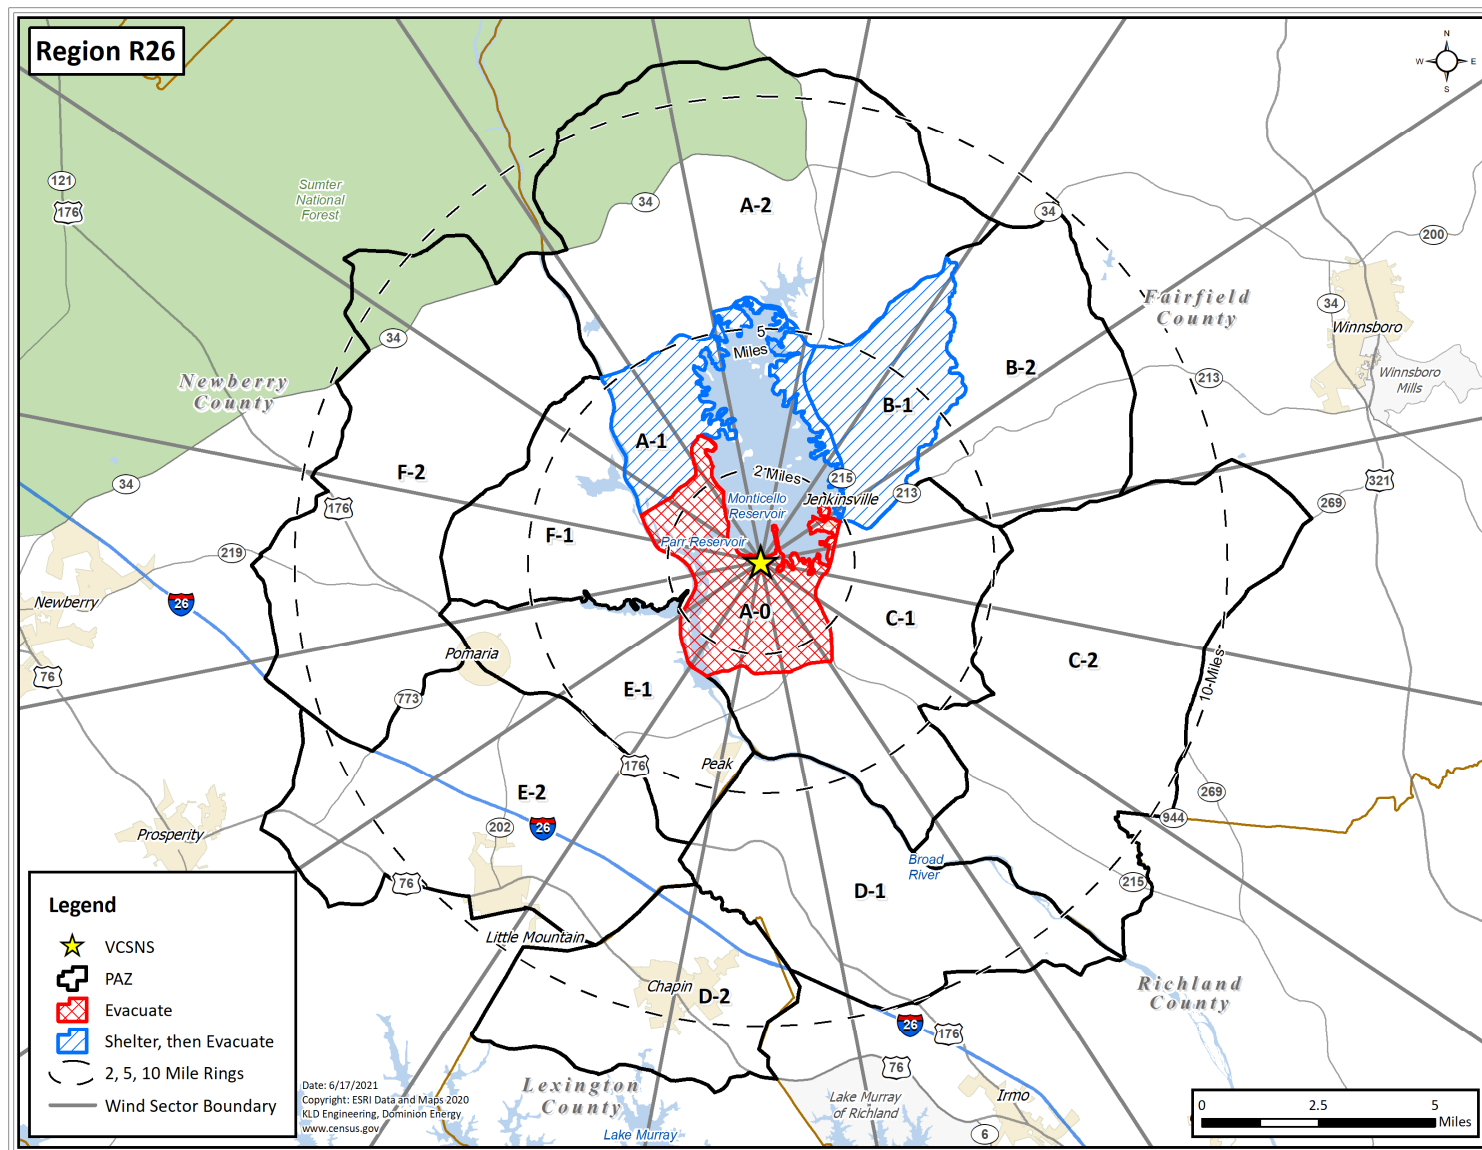 Region R26
N
W
E
S
121
176
Sumter
National
Forest
34
A-2
34
200
Fairfield
County
34
Winnsboro
Winnsboro
Mills
Newberry
County
34
5
Miles
B-2
213
B-1
A-1
F-2
34
2 Miles
215
321
176
Monticello
Reservoir
Jenkinsville
213
269
F-1
Parr Reservoir
219
Newberry
26
A-0
C-1
C-2
Pomaria
76
E-1
10 Miles
773
176
Peak
E-2
269
202
26
944
Prosperity
Broad
River
76
D-1
215
Little Mountain
Chapin
D-2
Richland
County
26
176
76
Lexington
County
Lake Murray
of Richland
Irmo
Lake Murray
6
Legend
VCSNS
PAZ
Evacuate
Shelter, then Evacuate
2, 5, 10 Mile Rings
Wind Sector Boundary
Date: 6/17/2021
Copyright: ESRI Data and Maps 2020
KLD Engineering, Dominion Energy
www.census.gov
0
2.5
5
Miles